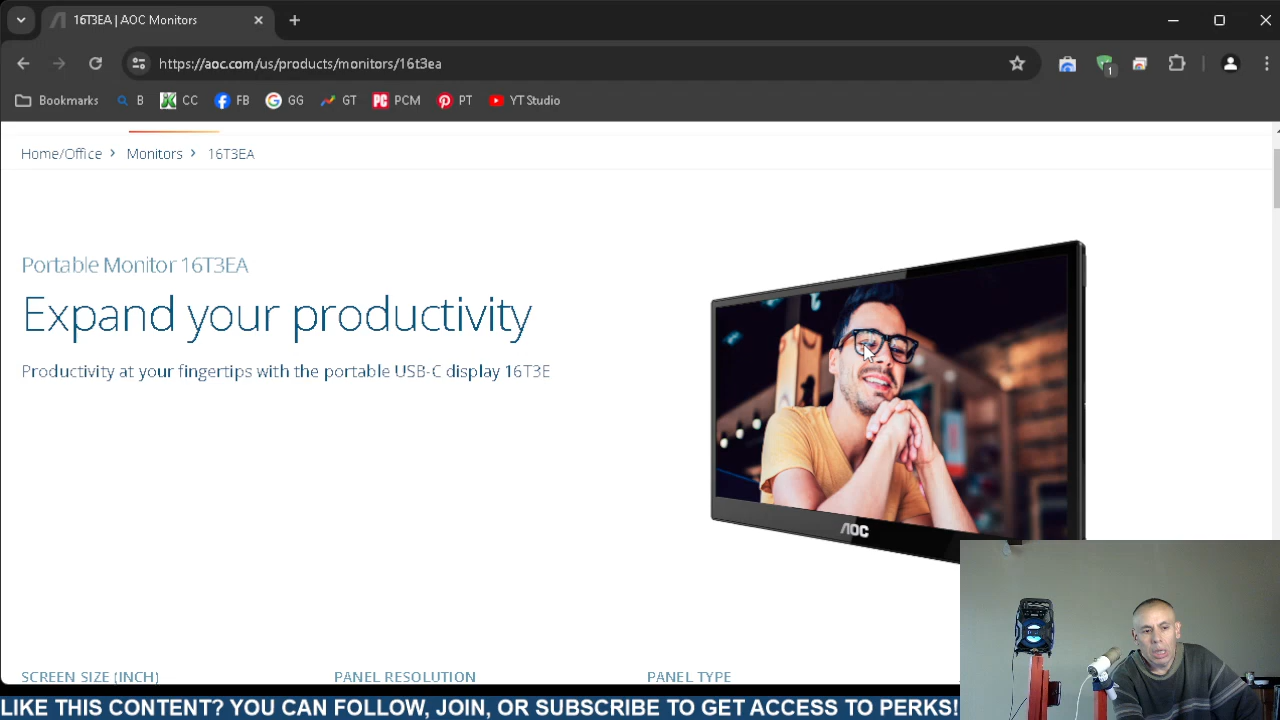 16T3EA | AOC Monitors
https://aoc.com/us/products/monitors/16t3ea
1
Bookmarks B CC FB GG GT PC PCM PT YT Studio
Home/Office > Monitors > 16T3EA
Portable Monitor 16T3EA
Expand your productivity
Productivity at your fingertips with the portable USB-C display 16T3E
AOC
SCREEN SIZE (INCH) PANEL RESOLUTION PANEL TYPE
LIKE THIS CONTENT? YOU CAN FOLLOW, JOIN, OR SUBSCRIBE TO GET ACCESS TO PERKS!